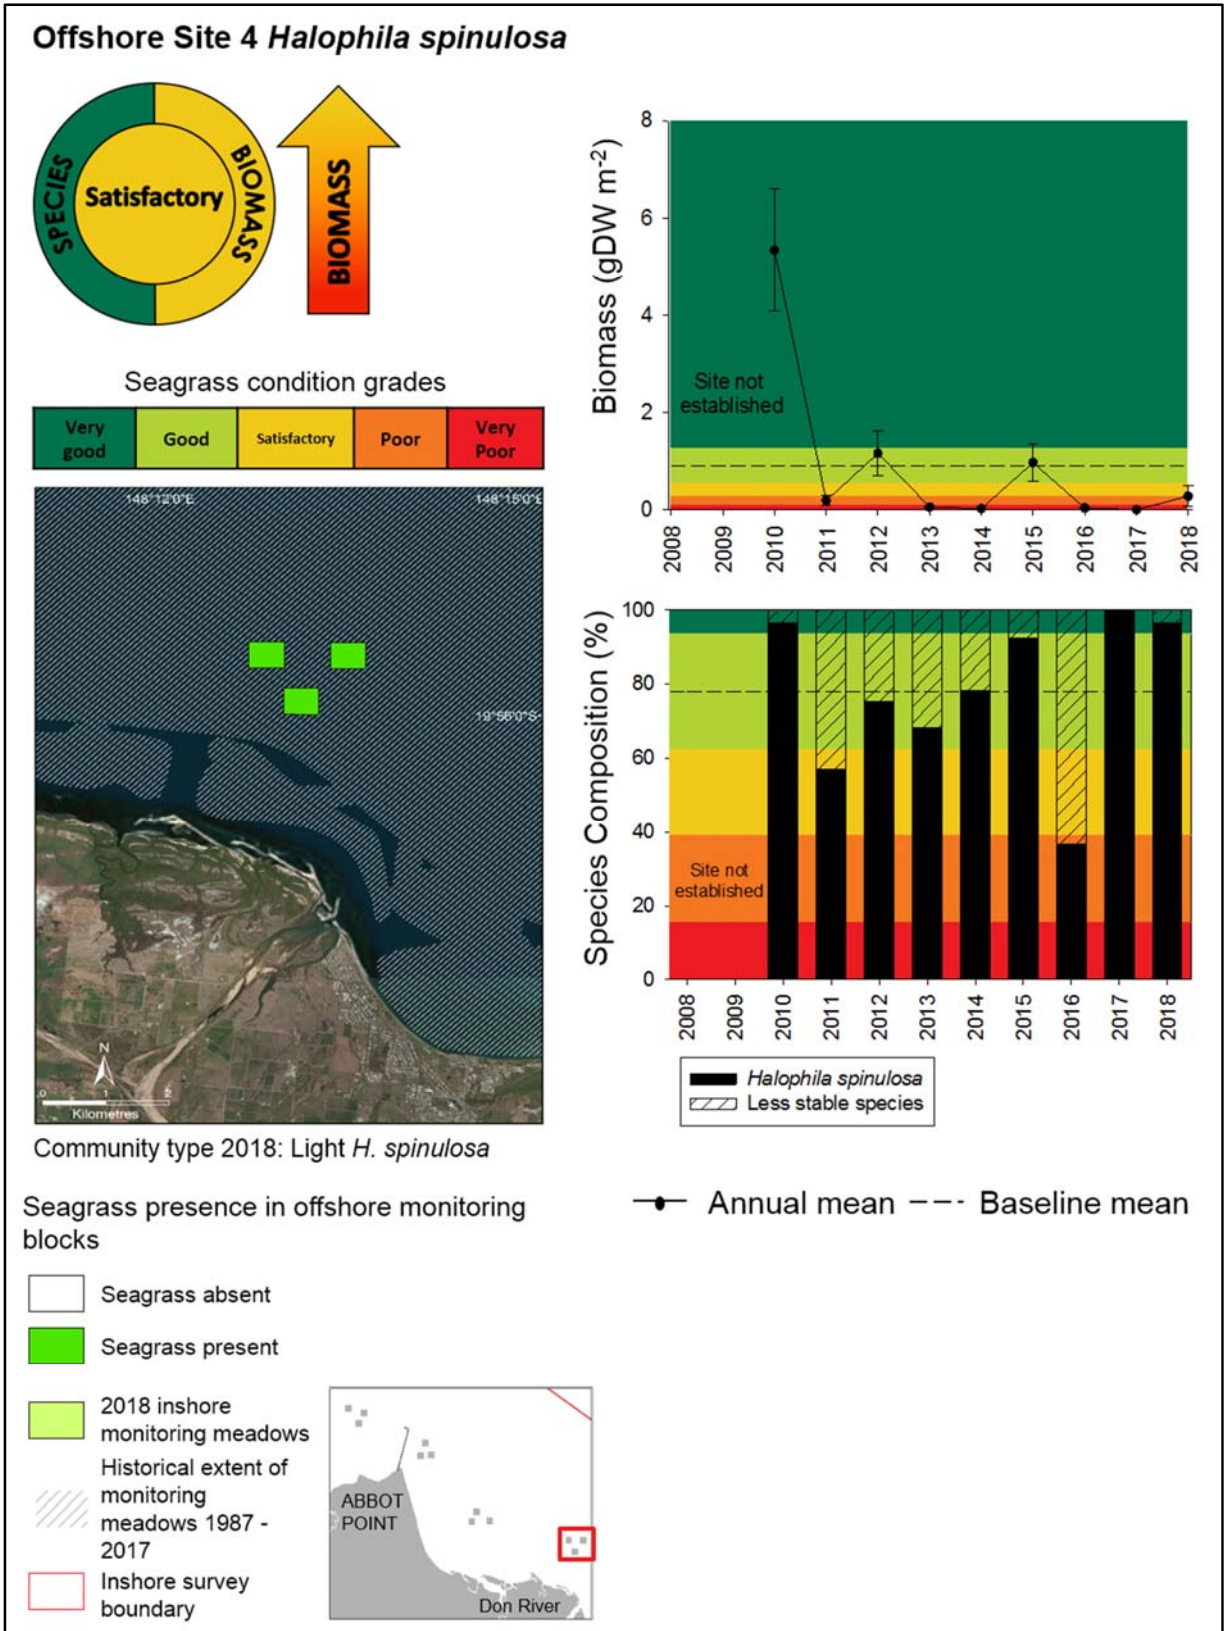 Offshore Site 4 Halophila spinulosa
SPECIES
Satisfactory
BIOMASS
BIOMASS
Seagrass condition grades
Very good
Good
Satisfactory
Poor
Very Poor
148°12'0"E
148°15'0"E
19°56'0"S
N
0 1 2
Kilometres
Community type 2018: Light H. spinulosa
Biomass (gDW m-2)
8
6
4
2
0
Site not
established
2008 2009 2010 2011 2012 2013 2014 2015 2016 2017 2018
Species Composition (%)
100
80
60
40
20
0
Site not
established
2008 2009 2010 2011 2012 2013 2014 2015 2016 2017 2018
Halophila spinulosa
Less stable species
Annual mean
Baseline mean
Seagrass presence in offshore monitoring
blocks
Seagrass absent
Seagrass present
2018 inshore
monitoring meadows
Historical extent of
monitoring
meadows 1987 -
2017
Inshore survey
boundary
ABBOT
POINT
Don River